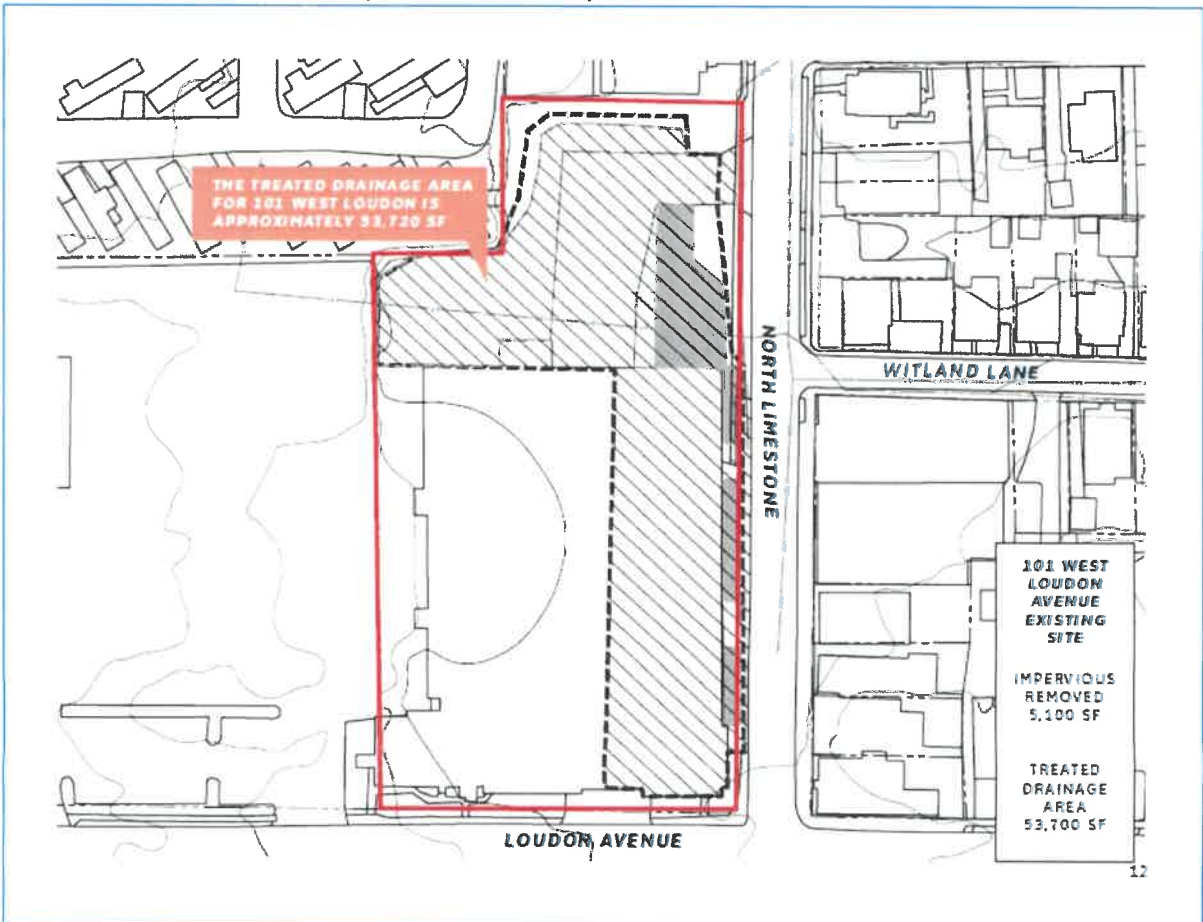 THE TREATED DRAINAGE AREA
FOR 101 WEST LOUDON IS
APPROXIMATELY 53,720 SF
NORTH LIMESTONE
WITLAND LANE
101 WEST
LOUDON
AVENUE
EXISTING
SITE
IMPERVIOUS
REMOVED
5,100 SF
TREATED
DRAINAGE
AREA
53,700 SF
LOUDON AVENUE
12